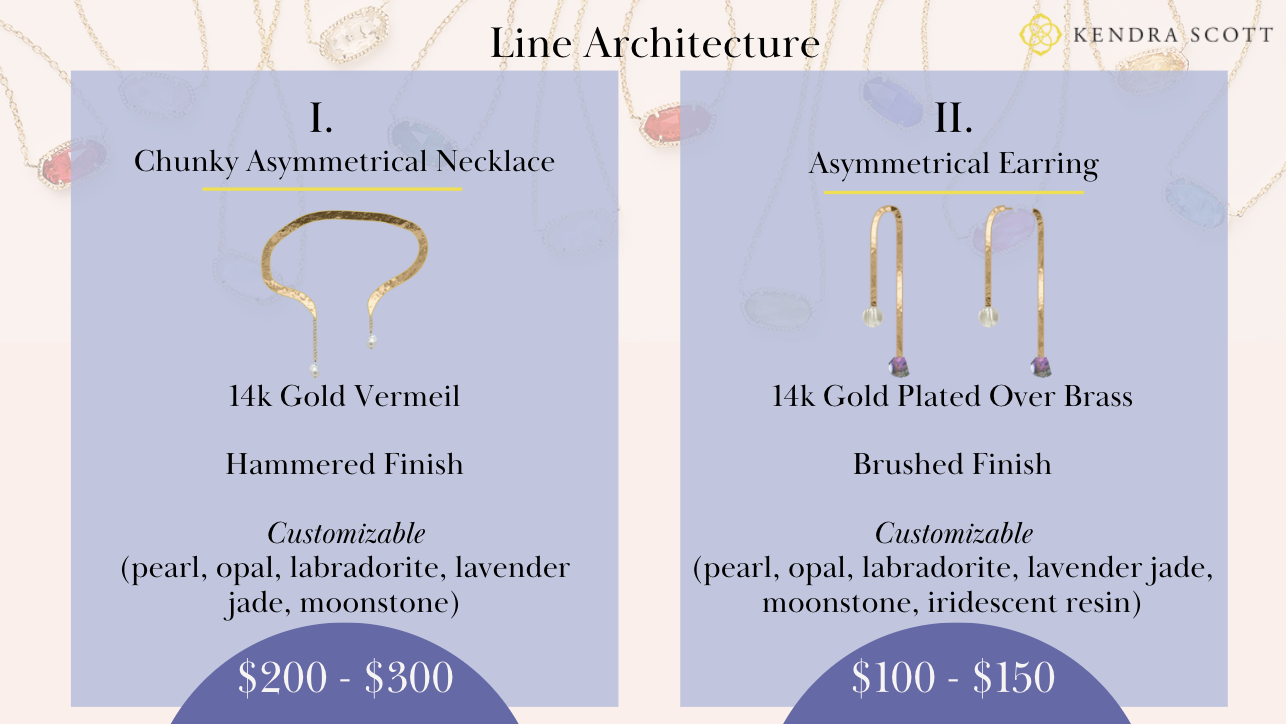 Line Architecture
KENDRA SCOTT
I.
Chunky Asymmetrical Necklace
14k Gold Vermeil
Hammered Finish
Customizable
(pearl, opal, labradorite, lavender
jade, moonstone)
$200 - $300
II.
Asymmetrical Earring
14k Gold Plated Over Brass
Brushed Finish
Customizable
(pearl, opal, labradorite, lavender jade,
moonstone, iridescent resin)
$100 - $150